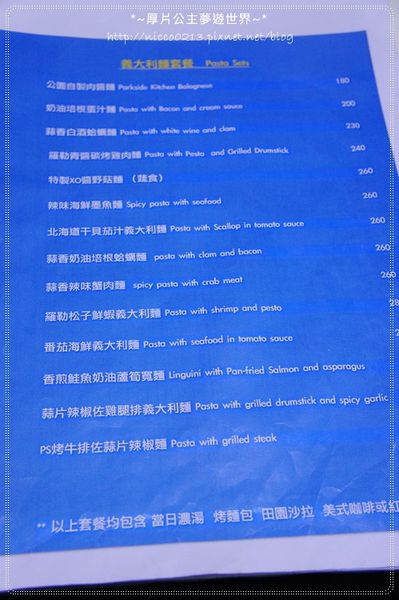 *~厚片公主夢遊世界~*
http://nicco0213.pixnet.net/blog
義大利麵套餐 Pasta Sets
公園自製肉醬麵 Parkside Kitchen Bolognese 180
奶油培根蛋汁麵 Pasta with Bacon and cream sauce 200
蒜香白酒蛤蠣麵 Pasta with white wine and clam 230
羅勒青醬碳烤雞肉麵 Pasta with Pesto and Grilled Drumstick 240
特製XO醬野菇麵 (蔬食) 260
辣味海鮮墨魚麵 Spicy pasta with seafood 260
北海道干貝茄汁義大利麵 Pasta with Scallop in tomato sauce 260
蒜香奶油培根蛤蠣麵 pasta with clam and bacon 260
蒜香辣味蟹肉麵 spicy pasta with crab meat 260
羅勒松子鮮蝦義大利麵 Pasta with shrimp and pesto 28
番茄海鮮義大利麵 Pasta with seafood in tomato sauce
香煎鮭魚奶油蘆筍寬麵 Linguini with Pan-fried Salmon and asparagus
蒜片辣椒佐雞腿排義大利麵 Pasta with grilled drumstick and spicy garlic
PS烤牛排佐蒜片辣椒麵 Pasta with grilled steak
** 以上套餐均包含 當日濃湯 烤麵包 田園沙拉 美式咖啡或紅